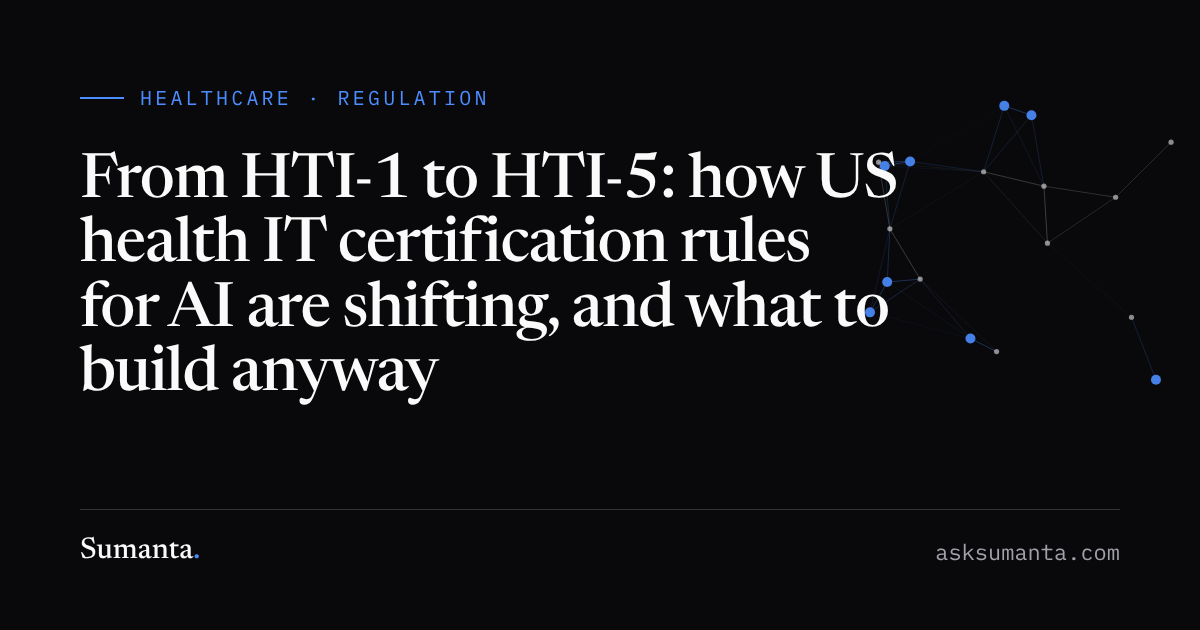 HEALTHCARE · REGULATION
From HTI-1 to HTI-5: how US
health IT certification rules
for AI are shifting, and what to
build anyway
Sumanta.
asksumanta.com